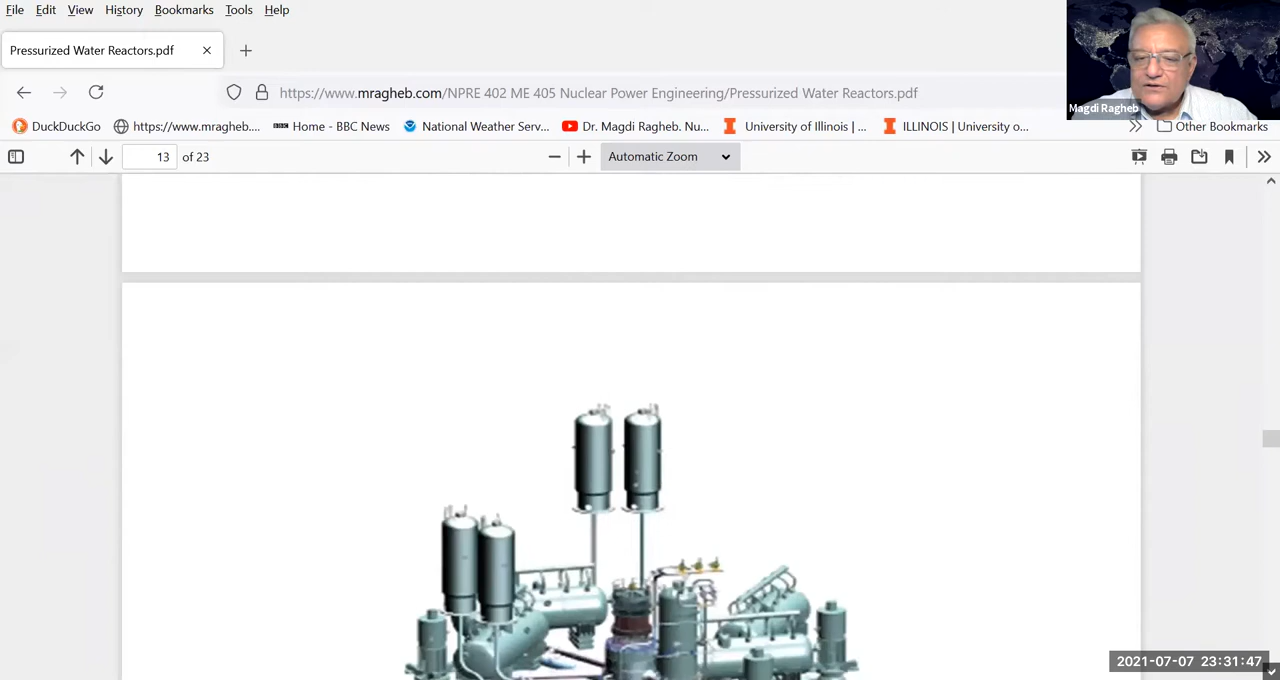 File Edit View History Bookmarks Tools Help
Pressurized Water Reactors.pdf
https://www.mragheb.com/NPRE 402 ME 405 Nuclear Power Engineering/Pressurized Water Reactors.pdf
Magdi Ragheb
DuckDuckGo https://www.mragheb.... Home - BBC News National Weather Serv... Dr. Magdi Ragheb. Nu... University of Illinois |... ILLINOIS | University o... Other Bookmarks
13 of 23 Automatic Zoom
2021-07-07 23:31:47